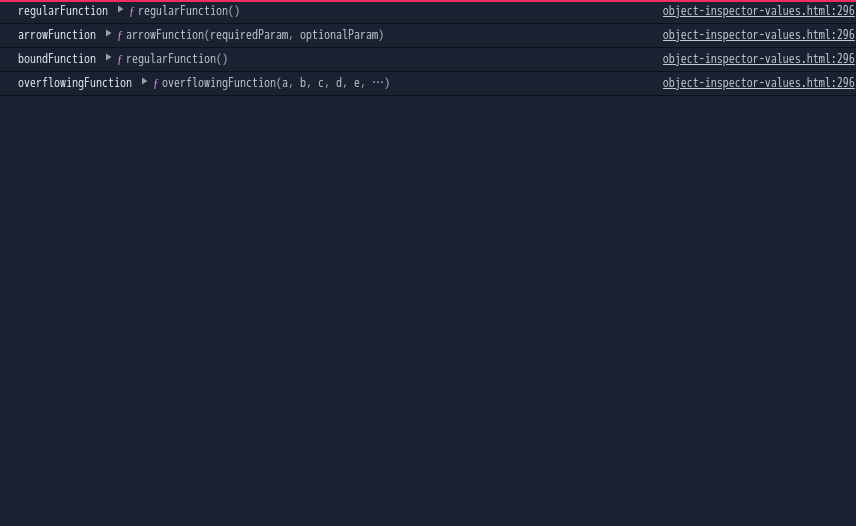 regularFunction ▶ ƒ regularFunction() object-inspector-values.html:296
arrowFunction ▶ ƒ arrowFunction(requiredParam, optionalParam) object-inspector-values.html:296
boundFunction ▶ ƒ regularFunction() object-inspector-values.html:296
overflowingFunction ▶ ƒ overflowingFunction(a, b, c, d, e, …) object-inspector-values.html:296